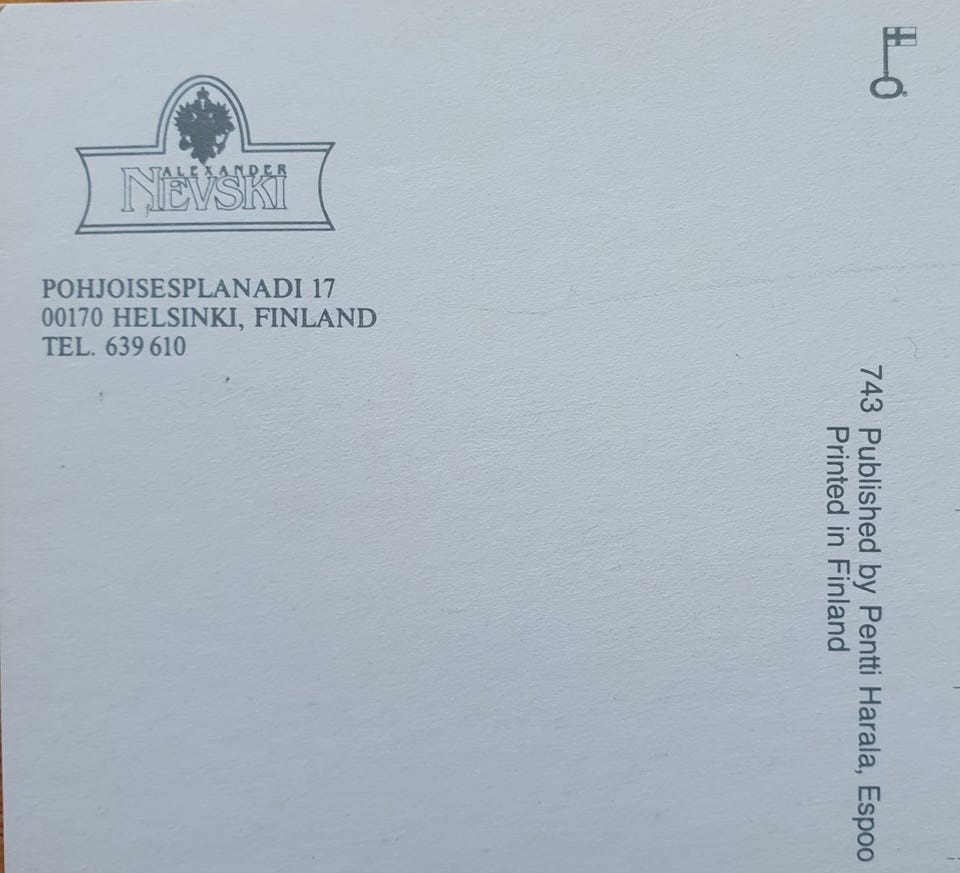 ALEXANDER
NEVSKI
POHJOISESPLANADI 17
00170 HELSINKI, FINLAND
TEL. 639 610
743 Published by Pentti Harala, Espoo
Printed in Finland